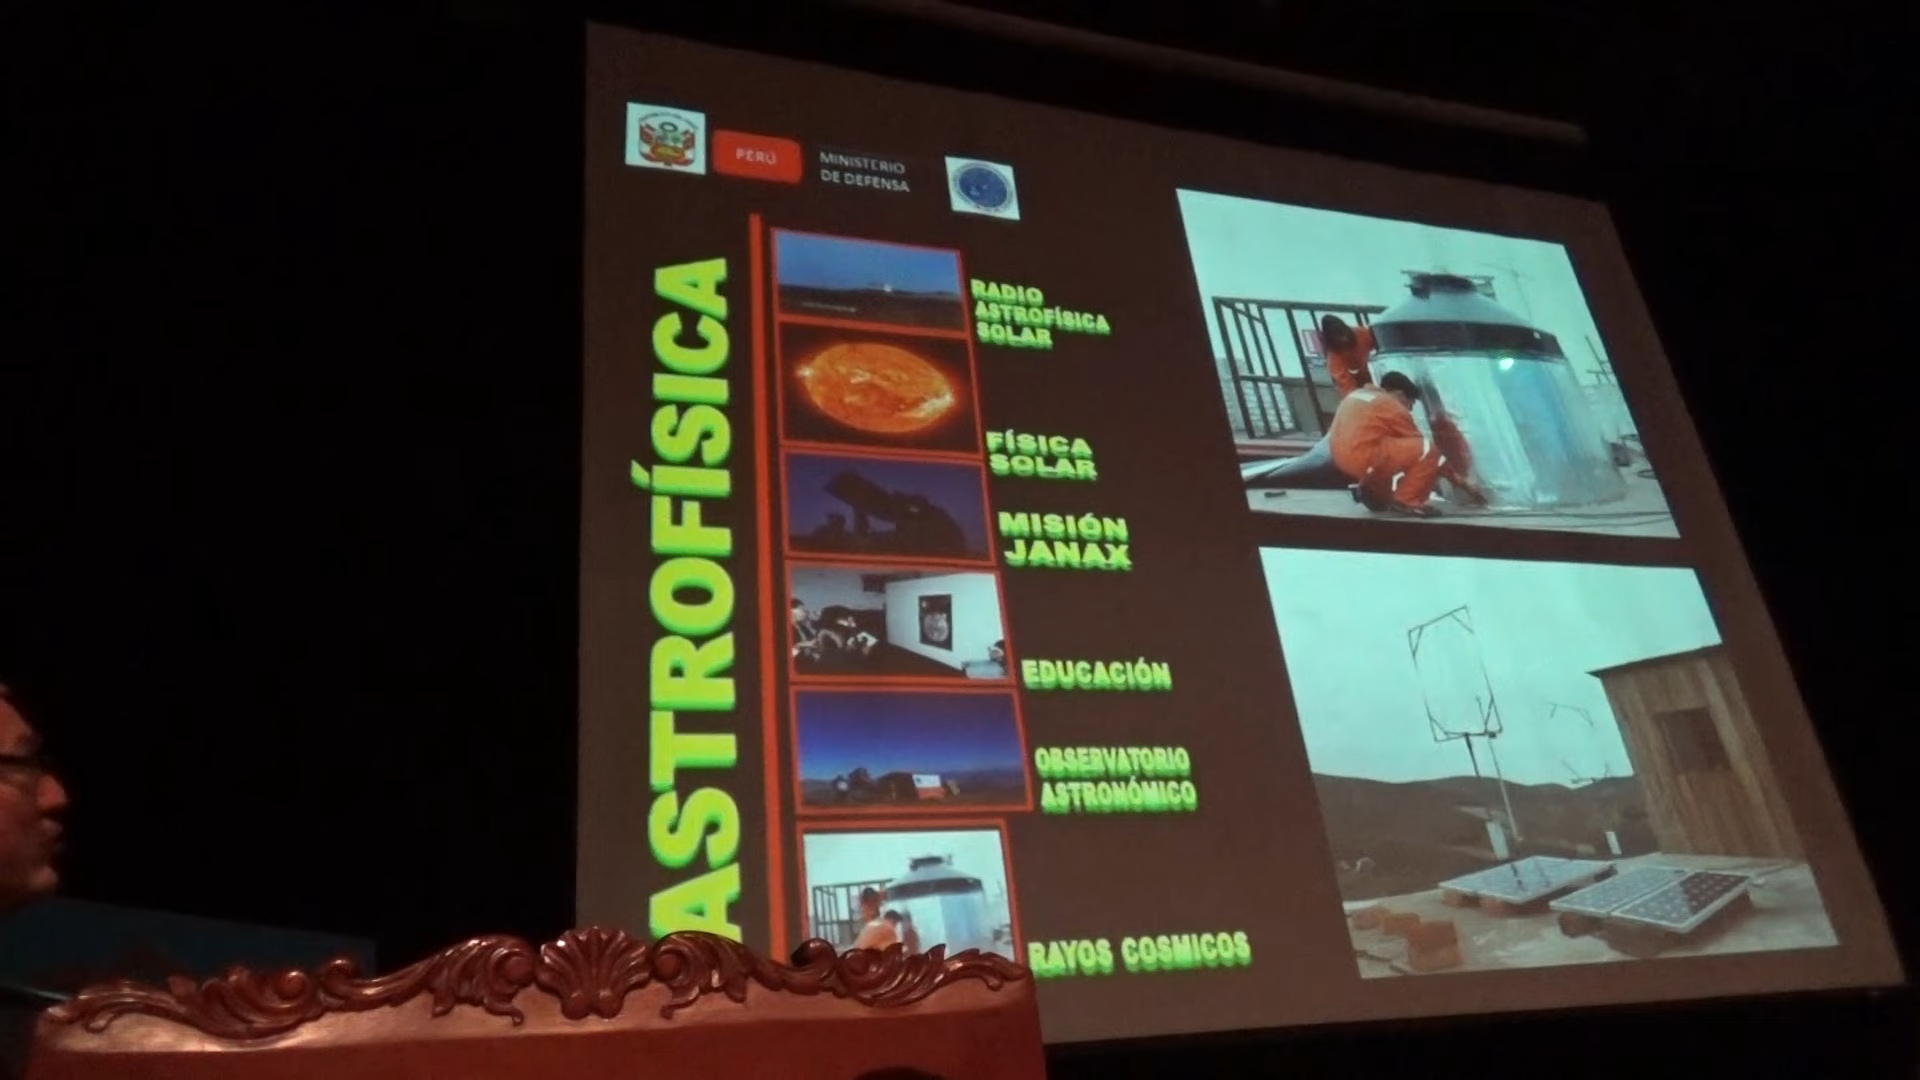 PERÚ
MINISTERIO
DE DEFENSA
ASTROFÍSICA
RADIO
ASTROFÍSICA
SOLAR
FÍSICA
SOLAR
MISIÓN
JANAX
EDUCACIÓN
OBSERVATORIO
ASTRONÓMICO
RAYOS COSMICOS